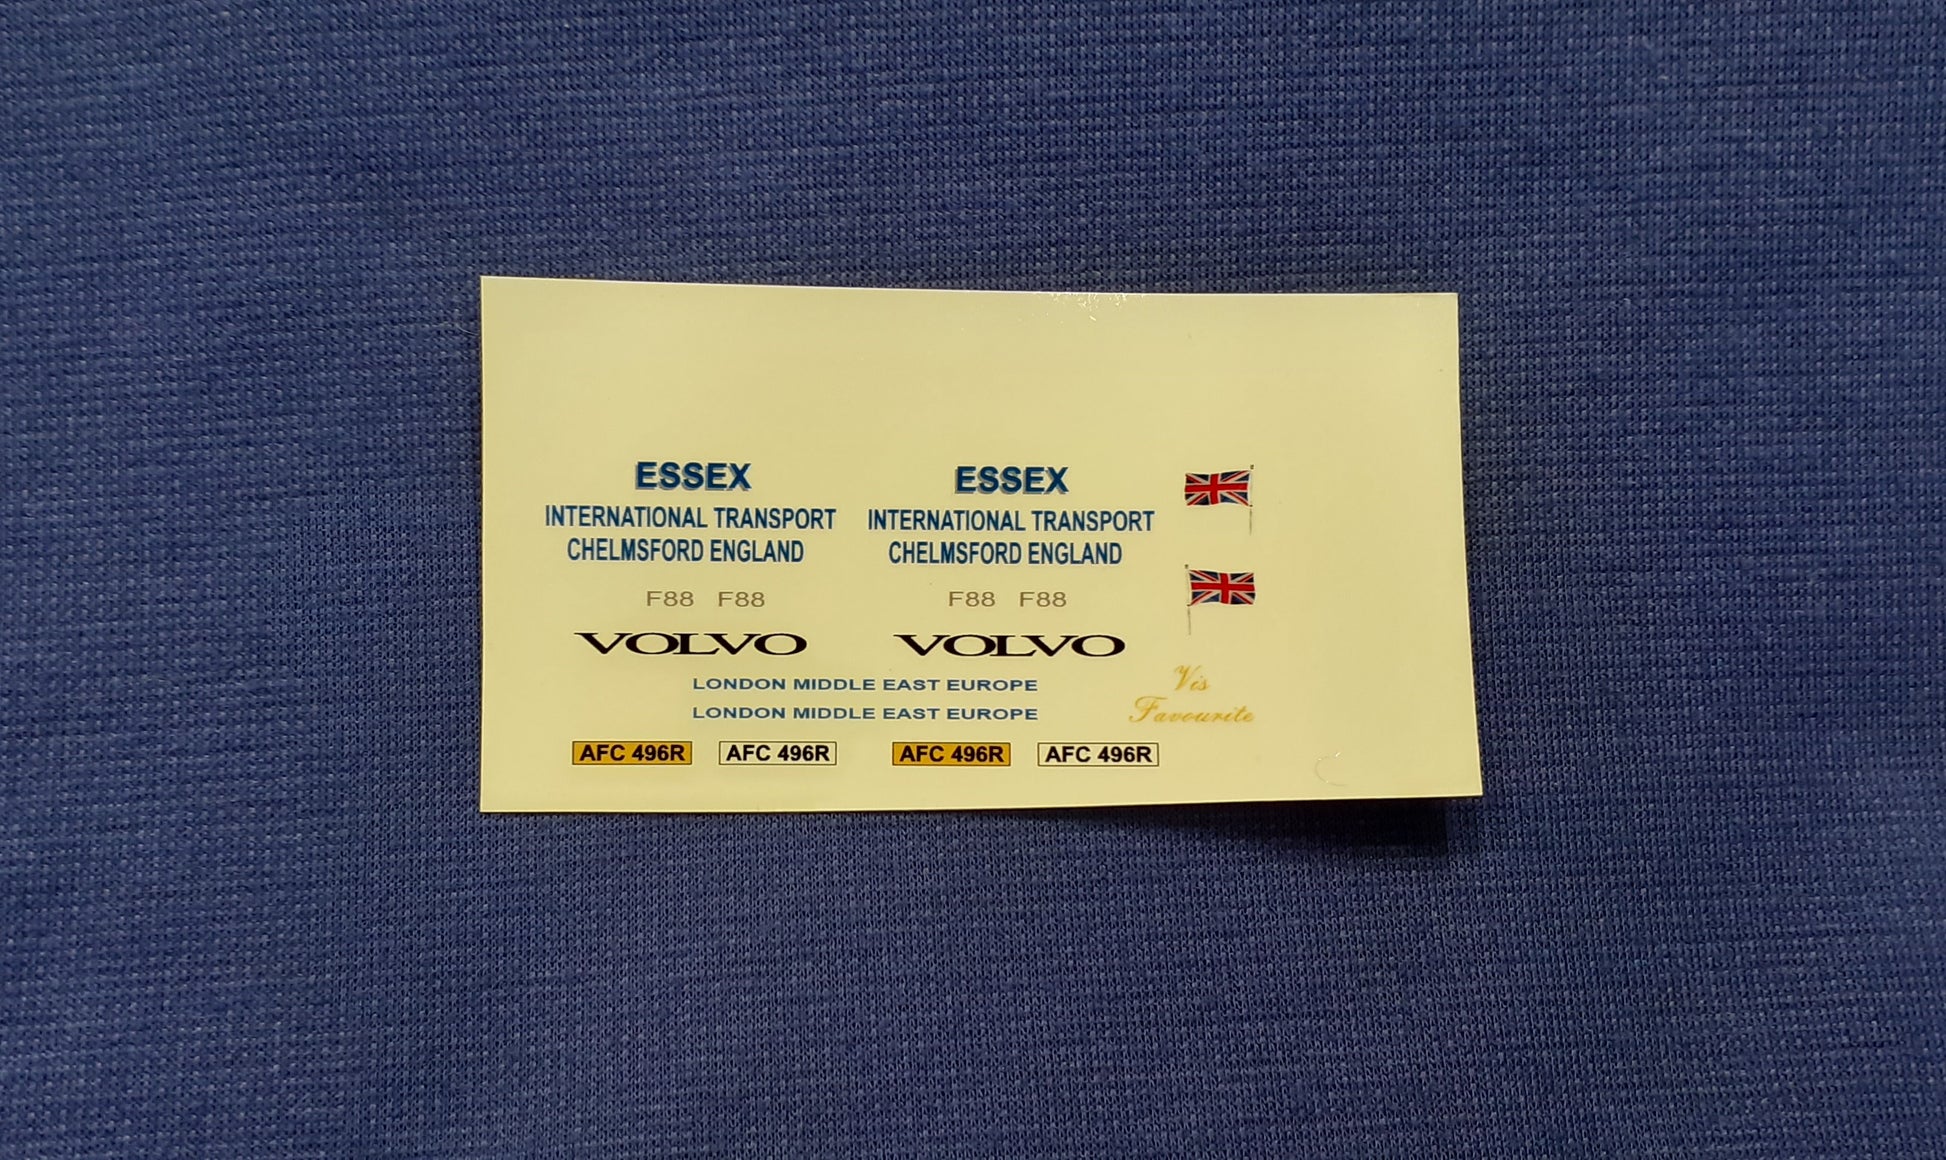 ESSEX ESSEX
INTERNATIONAL TRANSPORT INTERNATIONAL TRANSPORT
CHELMSFORD ENGLAND CHELMSFORD ENGLAND
F88 F88 F88 F88
VOLVO VOLVO
LONDON MIDDLE EAST EUROPE
LONDON MIDDLE EAST EUROPE
Vis
Favourite
AFC 496R AFC 496R AFC 496R AFC 496R